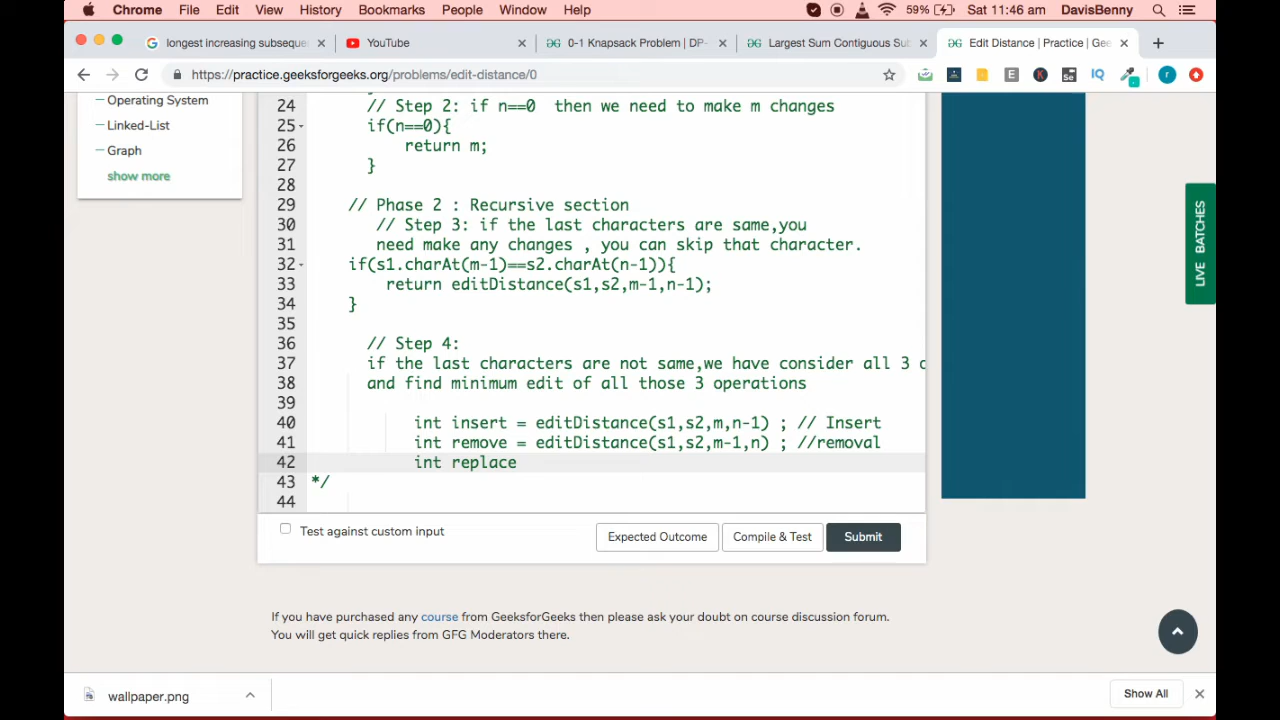 Chrome File Edit View History Bookmarks People Window Help 59% Sat 11:46 am DavisBenny
longest increasing subseque YouTube 0-1 Knapsack Problem | DP- Largest Sum Contiguous Sub Edit Distance | Practice | Gee
https://practice.geeksforgeeks.org/problems/edit-distance/0
Operating System
Linked-List
Graph
show more
24 // Step 2: if n==0 then we need to make m changes
25 if(n==0){
26 return m;
27 }
28
29 // Phase 2 : Recursive section
30 // Step 3: if the last characters are same,you
31 need make any changes , you can skip that character.
32 if(s1.charAt(m-1)==s2.charAt(n-1)){
33 return editDistance(s1,s2,m-1,n-1);
34 }
35
36 // Step 4:
37 if the last characters are not same,we have consider all 3
38 and find minimum edit of all those 3 operations
39
40 int insert = editDistance(s1,s2,m,n-1) ; // Insert
41 int remove = editDistance(s1,s2,m-1,n) ; //removal
42 int replace
43 */
44
LIVE BATCHES
Test against custom input
Expected Outcome Compile & Test Submit
If you have purchased any course from GeeksforGeeks then please ask your doubt on course discussion forum.
You will get quick replies from GFG Moderators there.
wallpaper.png Show All